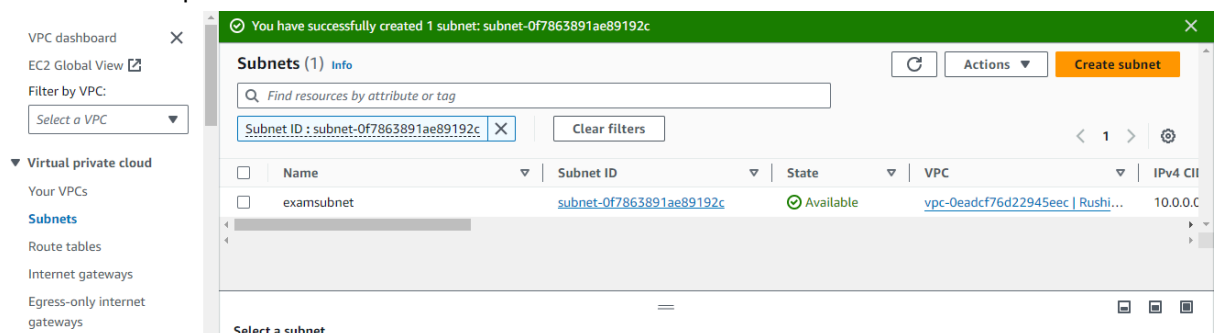 You have successfully created 1 subnet: subnet-0f7863891ae89192c
VPC dashboard
EC2 Global View
Filter by VPC:
Select a VPC
Virtual private cloud
Your VPCs
Subnets
Route tables
Internet gateways
Egress-only internet
gateways
Subnets (1) Info
Actions
Create subnet
Find resources by attribute or tag
Subnet ID : subnet-0f7863891ae89192c
Clear filters
1
Name Subnet ID State VPC IPv4
examsubnet subnet-0f7863891ae89192c Available vpc-0eadcf76d22945eec | Rushi... 10.0.0.
Select a subnet